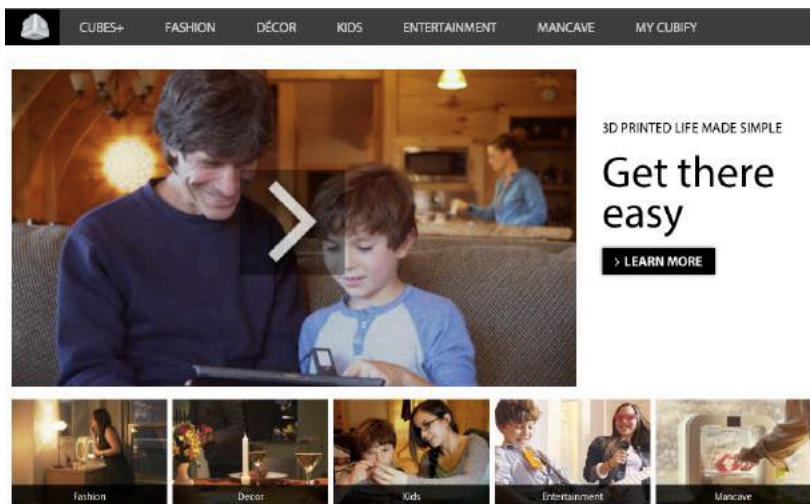 CUBES+ FASHION DÉCOR KIDS ENTERTAINMENT MANCAVE MY CUBIFY
3D PRINTED LIFE MADE SIMPLE
Get there
easy
> LEARN MORE
Fashion Decor Kids Entertainment Mancave